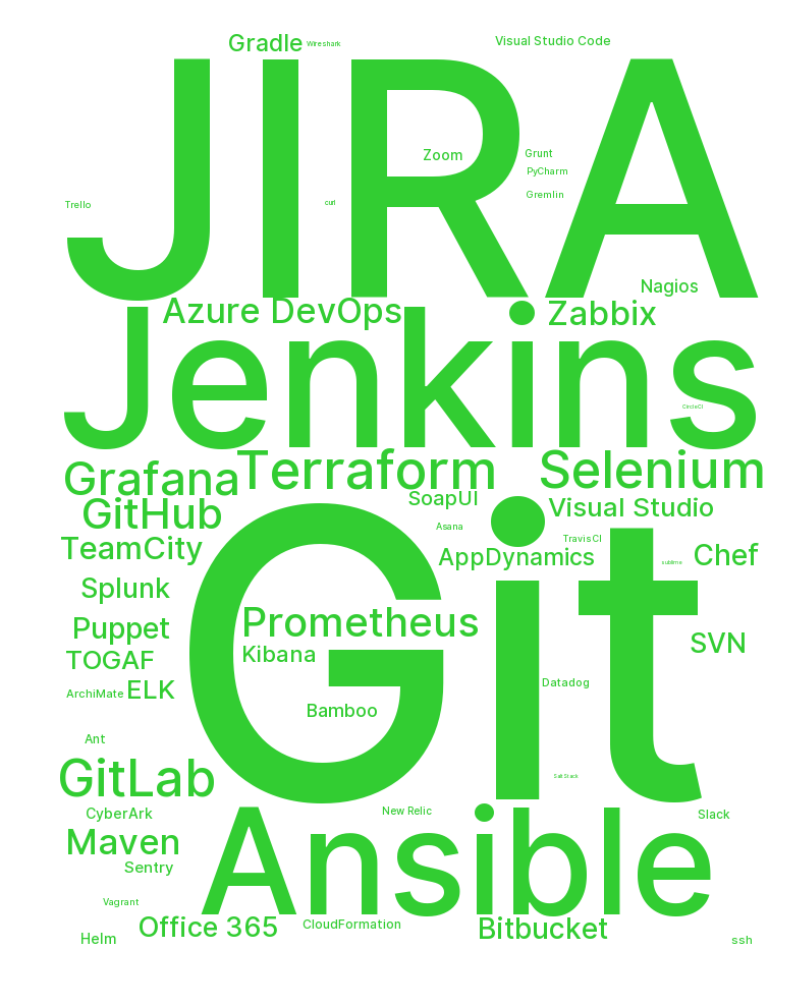 Gradle
Wireshark
Visual Studio Code
JIRA
Zoom
Grunt
PyCharm
Gremlin
Trello
curl
Nagios
Azure DevOps
Zabbix
Jenkins
CircleCI
Grafana
Terraform
Selenium
GitHub
SoapUI
Visual Studio
Asana
TravisCI
TeamCity
AppDynamics
sublime
Chef
Git
Splunk
Puppet
Prometheus
SVN
TOGAF
Kibana
ArchiMate
ELK
Datadog
Bamboo
Ant
GitLab
SaltStack
CyberArk
New Relic
Slack
Maven
Ansible
Sentry
Vagrant
Office 365
CloudFormation
Bitbucket
Helm
ssh